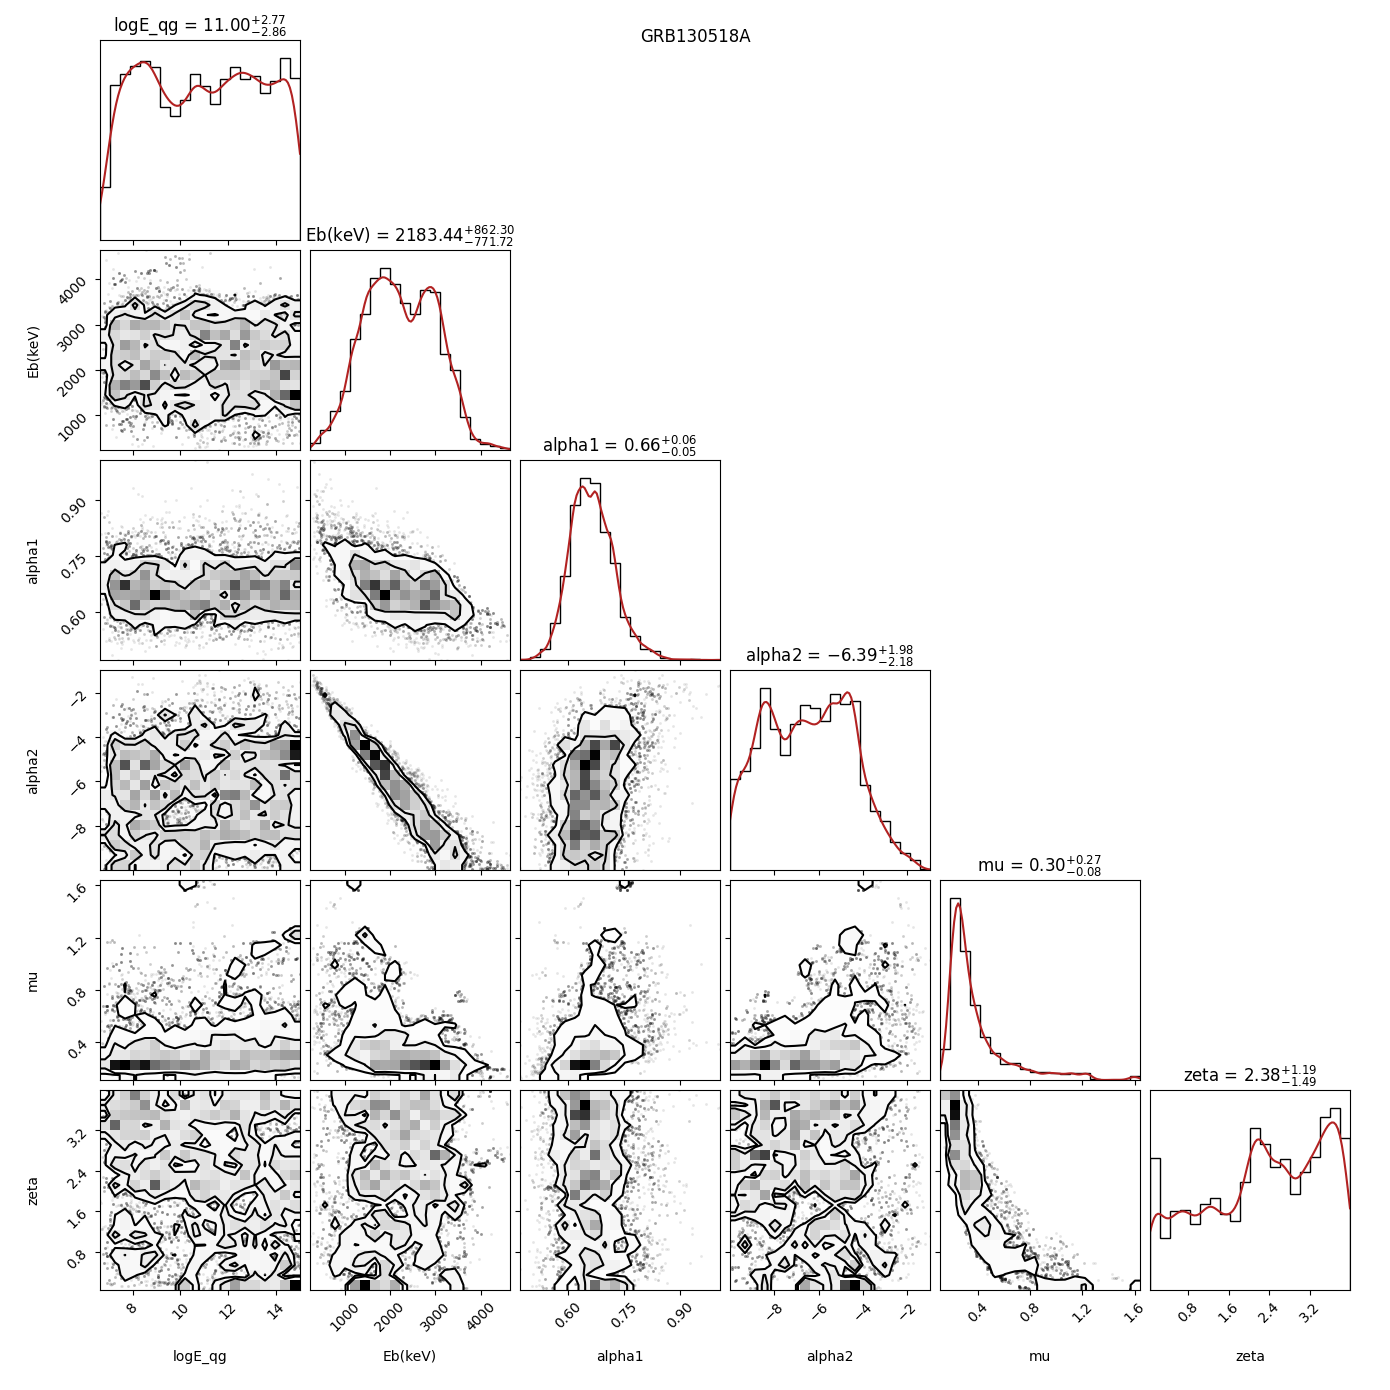 GRB130518A
logE_qg = 11.00+2.77−2.86
Eb(keV) = 2183.44+862.30−771.72
Eb(keV)
4000
3000
2000
1000
alpha1 = 0.66+0.06−0.05
alpha1
0.90
0.75
0.60
alpha2 = −6.39+1.98−2.18
alpha2
−2
−4
−6
−8
mu = 0.30+0.27−0.08
mu
1.6
1.2
0.8
0.4
zeta = 2.38+1.19−1.49
zeta
3.2
2.4
1.6
0.8
8 10 12 14
1000 2000 3000 4000
0.60 0.75 0.90
−8 −6 −4 −2
0.4 0.8 1.2 1.6
0.8 1.6 2.4 3.2
logE_qg Eb(keV) alpha1 alpha2 mu zeta